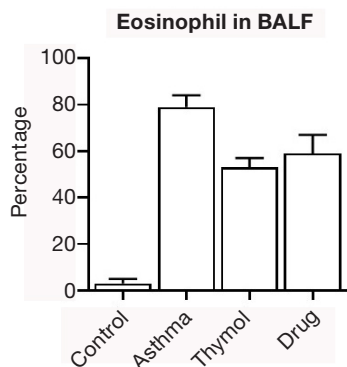 Eosinophil in BALF
Percentage
100
80
60
40
20
0
Control
Asthma
Thymol
Drug